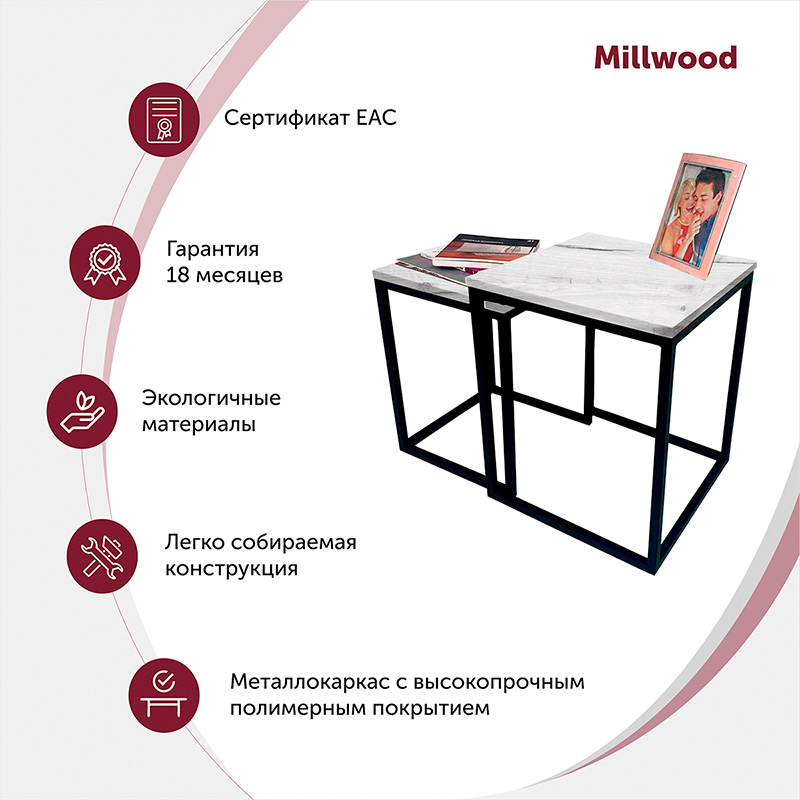 Millwood
Сертификат ЕАС
Гарантия
18 месяцев
Экологичные
материалы
Легко собираемая
конструкция
Металлокаркас с высокопрочным
полимерным покрытием